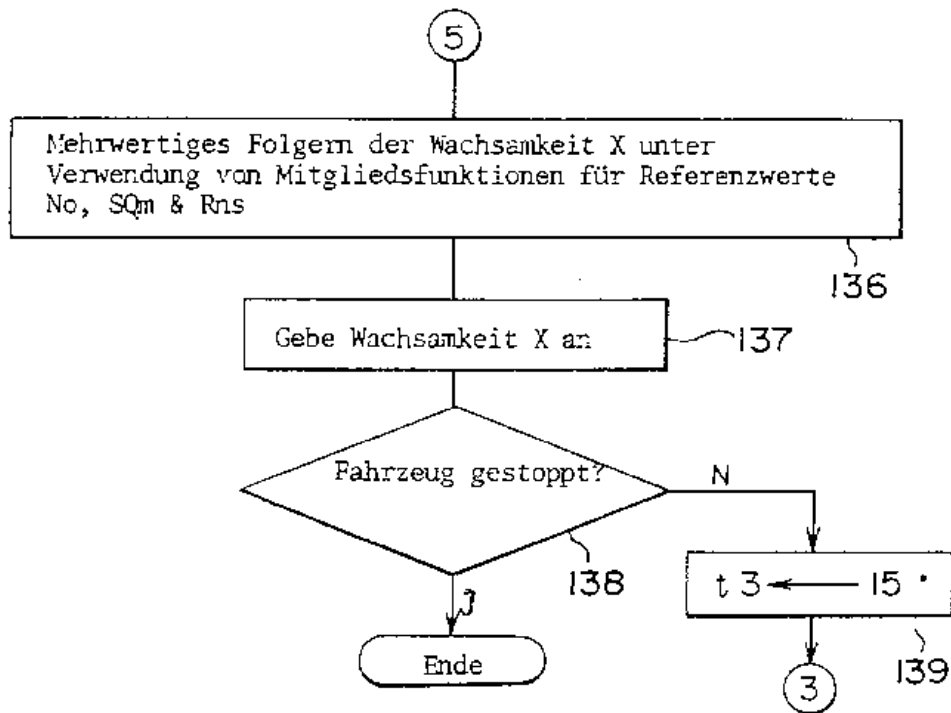 5
Mehrwertiges Folgern der Wachsamkeit X unter
Verwendung von Mitgliedsfunktionen für Referenzwerte
No, SQm & Rns
136
Gebe Wachsamkeit X an
137
Fahrzeug gestoppt?
N
138
t 3 ← 15
139
J
Ende
3